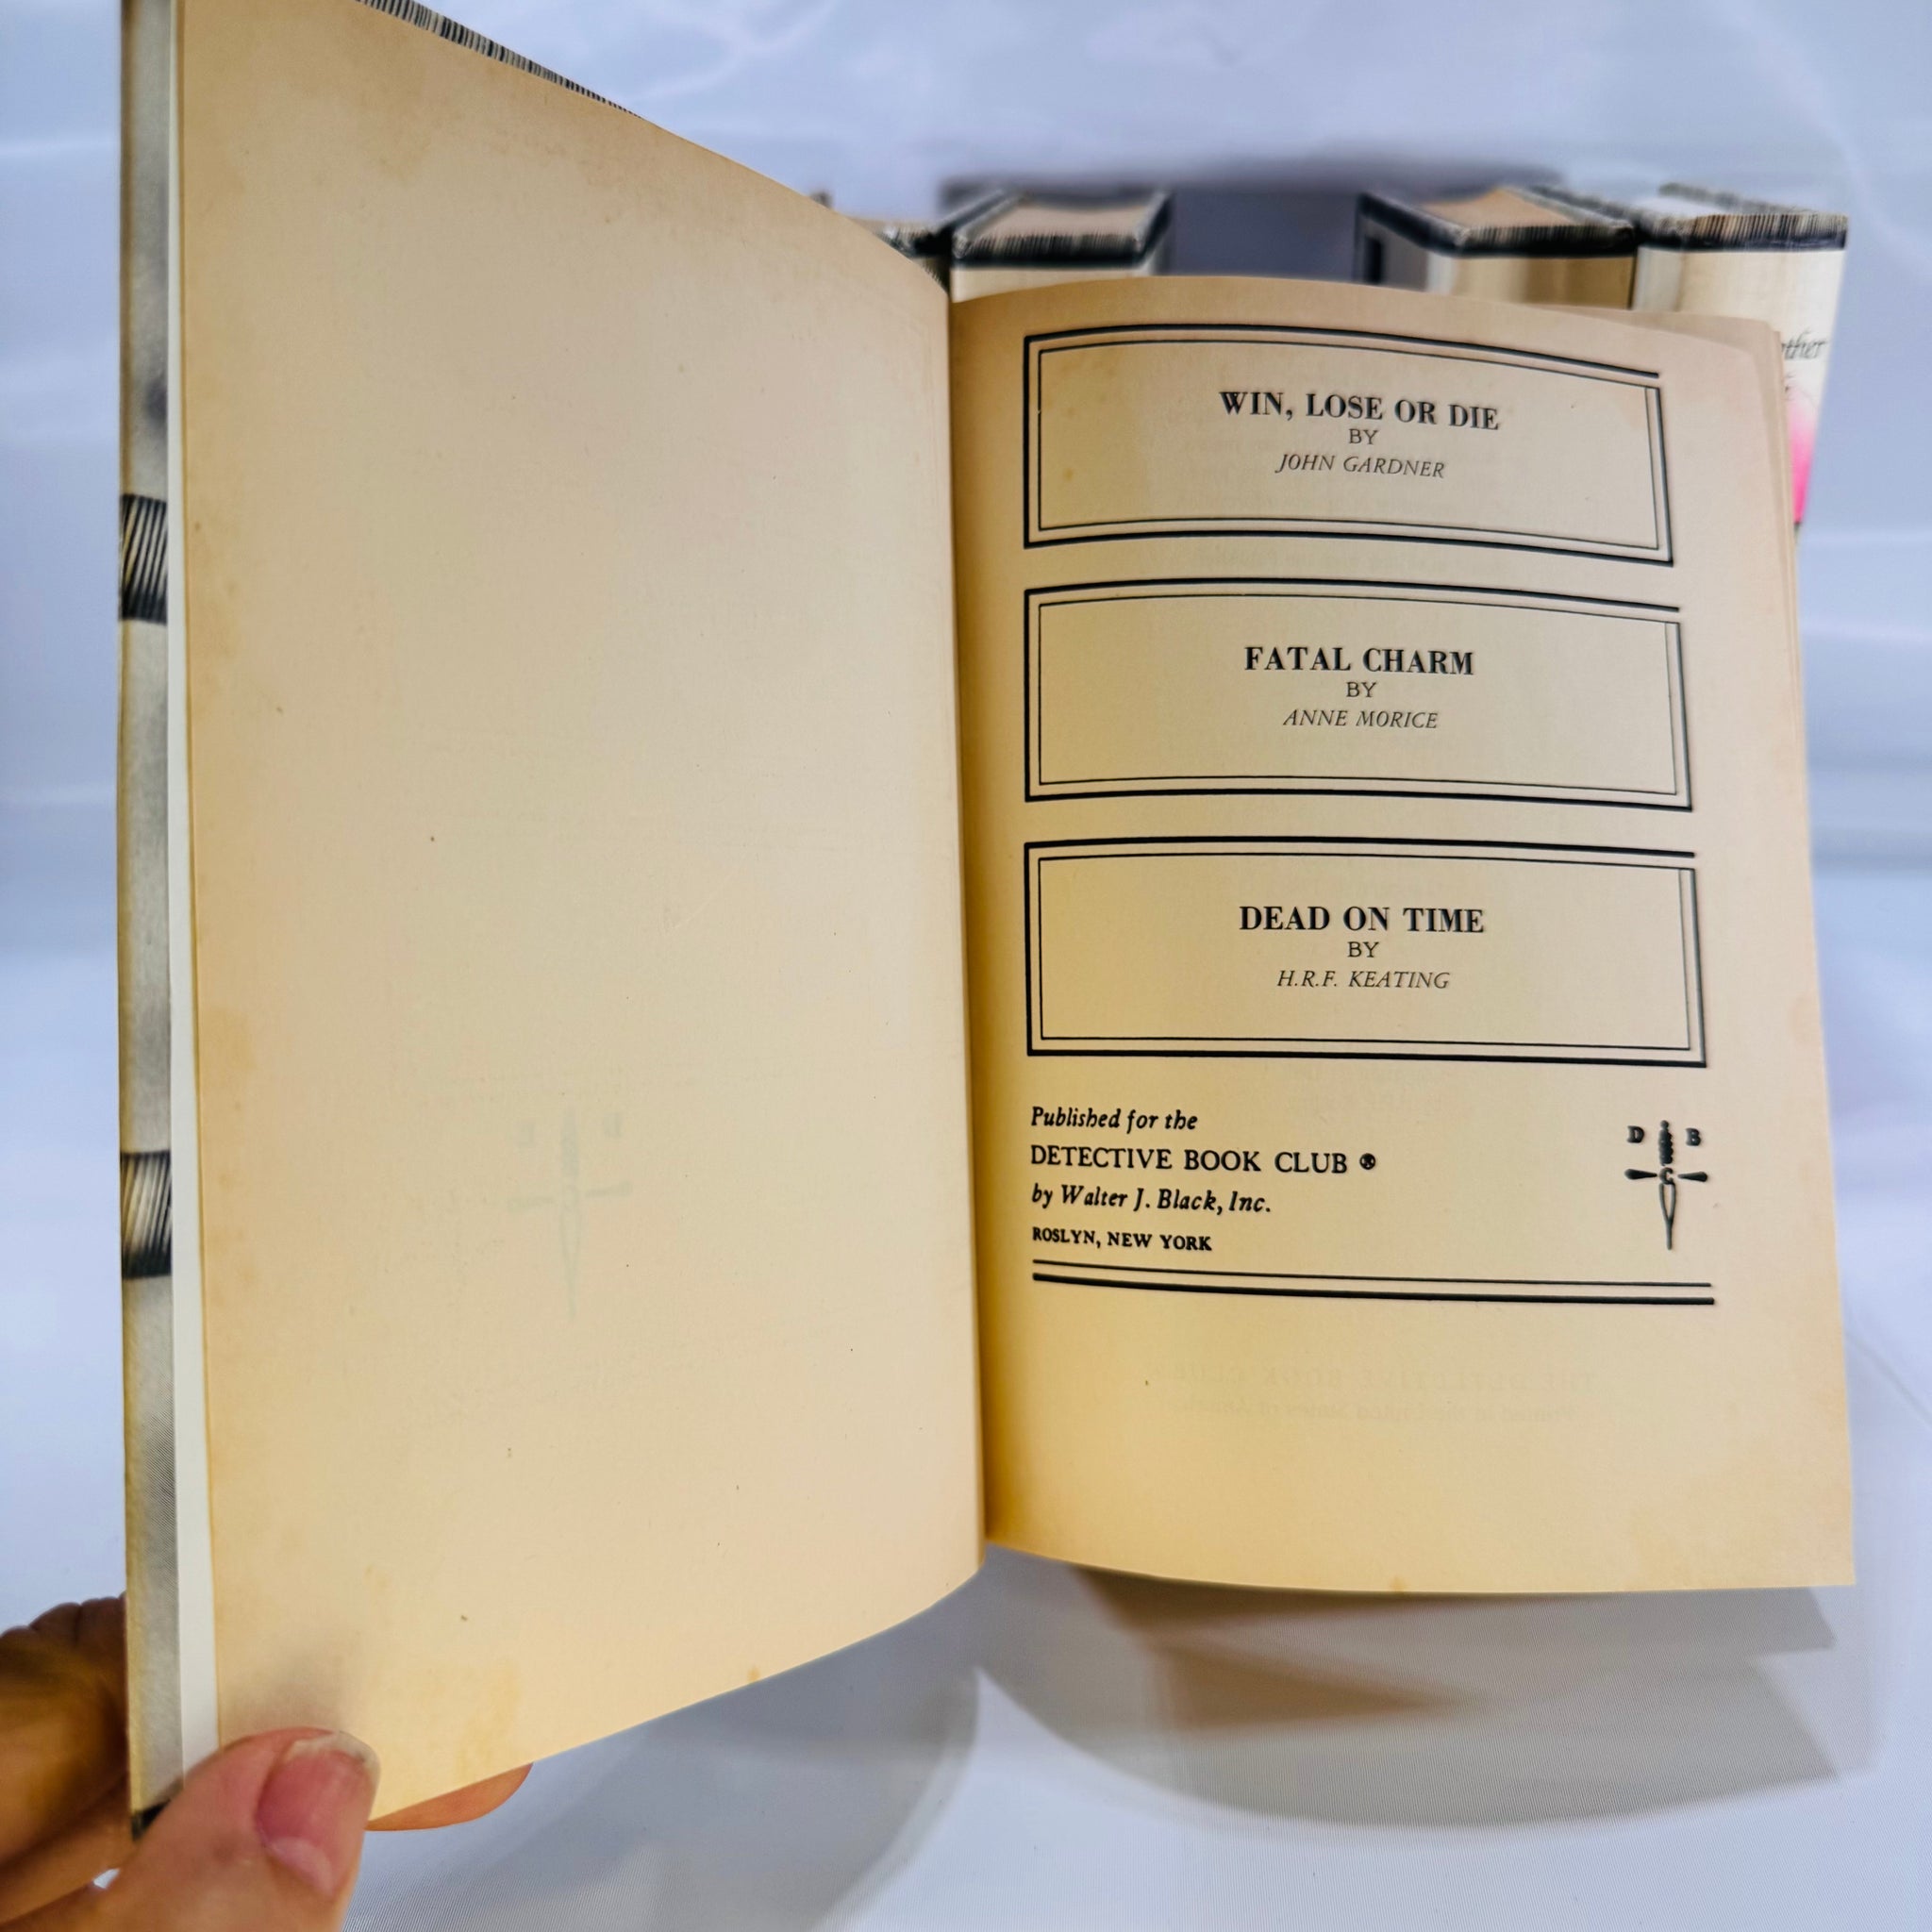 WIN, LOSE OR DIE
BY
JOHN GARDNER
FATAL CHARM
BY
ANNE MORICE
DEAD ON TIME
BY
H.R.F. KEATING
Published for the
DETECTIVE BOOK CLUB ®
by Walter J. Black, Inc.
ROSLYN, NEW YORK
D B
C